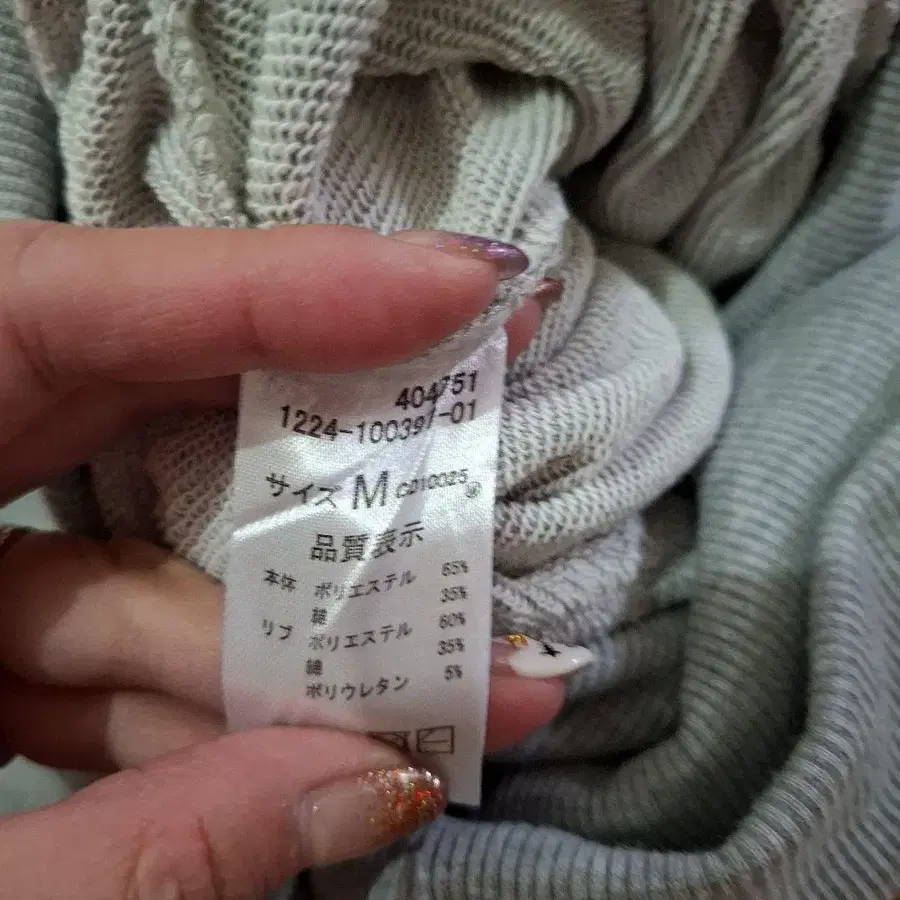 404751
1224-100397-01
サイズ M C210025
品質表示
本体 ポリエステル 65%
綿 35%
リブ ポリエステル 60%
綿 35%
ポリウレタン 5%